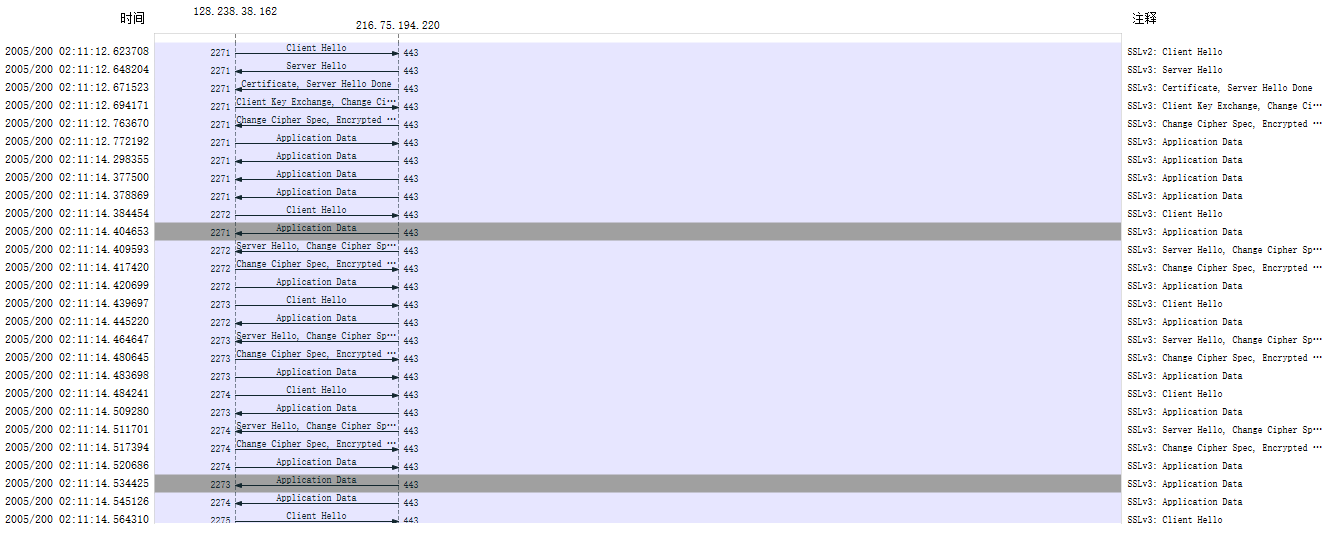 时间 128.238.38.162 216.75.194.220 注释
2005/200 02:11:12.623708 2271 Client Hello 443 SSLv2: Client Hello
2005/200 02:11:12.648204 2271 Server Hello 443 SSLv3: Server Hello
2005/200 02:11:12.671523 2271 Certificate, Server Hello Done 443 SSLv3: Certificate, Server Hello Done
2005/200 02:11:12.694171 2271 Client Key Exchange, Change Ci… 443 SSLv3: Client Key Exchange, Change Ci…
2005/200 02:11:12.763670 2271 Change Cipher Spec, Encrypted … 443 SSLv3: Change Cipher Spec, Encrypted …
2005/200 02:11:12.772192 2271 Application Data 443 SSLv3: Application Data
2005/200 02:11:14.298355 2271 Application Data 443 SSLv3: Application Data
2005/200 02:11:14.377500 2271 Application Data 443 SSLv3: Application Data
2005/200 02:11:14.378869 2271 Application Data 443 SSLv3: Application Data
2005/200 02:11:14.384454 2272 Client Hello 443 SSLv3: Client Hello
2005/200 02:11:14.404653 2271 Application Data 443 SSLv3: Application Data
2005/200 02:11:14.409593 2272 Server Hello, Change Cipher Sp… 443 SSLv3: Server Hello, Change Cipher Sp…
2005/200 02:11:14.417420 2272 Change Cipher Spec, Encrypted … 443 SSLv3: Change Cipher Spec, Encrypted …
2005/200 02:11:14.420699 2272 Application Data 443 SSLv3: Application Data
2005/200 02:11:14.439697 2273 Client Hello 443 SSLv3: Client Hello
2005/200 02:11:14.445220 2272 Application Data 443 SSLv3: Application Data
2005/200 02:11:14.464647 2273 Server Hello, Change Cipher Sp… 443 SSLv3: Server Hello, Change Cipher Sp…
2005/200 02:11:14.480645 2273 Change Cipher Spec, Encrypted … 443 SSLv3: Change Cipher Spec, Encrypted …
2005/200 02:11:14.483698 2273 Application Data 443 SSLv3: Application Data
2005/200 02:11:14.484241 2274 Client Hello 443 SSLv3: Client Hello
2005/200 02:11:14.509280 2273 Application Data 443 SSLv3: Application Data
2005/200 02:11:14.511701 2274 Server Hello, Change Cipher Sp… 443 SSLv3: Server Hello, Change Cipher Sp…
2005/200 02:11:14.517394 2274 Change Cipher Spec, Encrypted … 443 SSLv3: Change Cipher Spec, Encrypted …
2005/200 02:11:14.520686 2274 Application Data 443 SSLv3: Application Data
2005/200 02:11:14.534425 2273 Application Data 443 SSLv3: Application Data
2005/200 02:11:14.545126 2274 Application Data 443 SSLv3: Application Data
2005/200 02:11:14.564310 2275 Client Hello 443 SSLv3: Client Hello